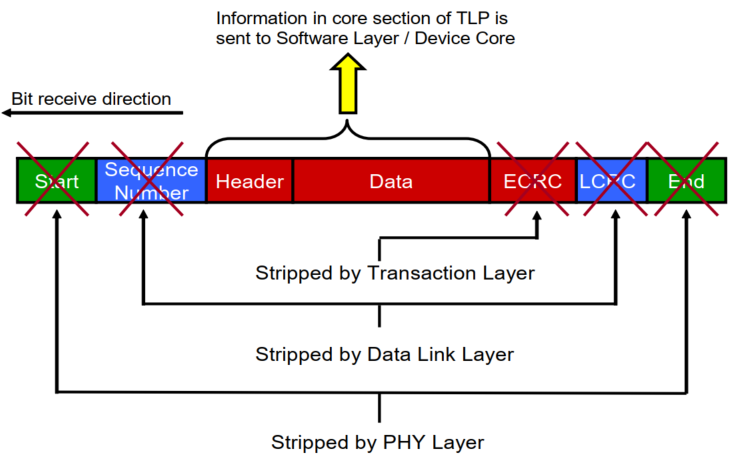 Information in core section of TLP is
sent to Software Layer / Device Core
Bit receive direction
Start
Sequence
Number
Header
Data
ECRC
LCRC
End
Stripped by Transaction Layer
Stripped by Data Link Layer
Stripped by PHY Layer